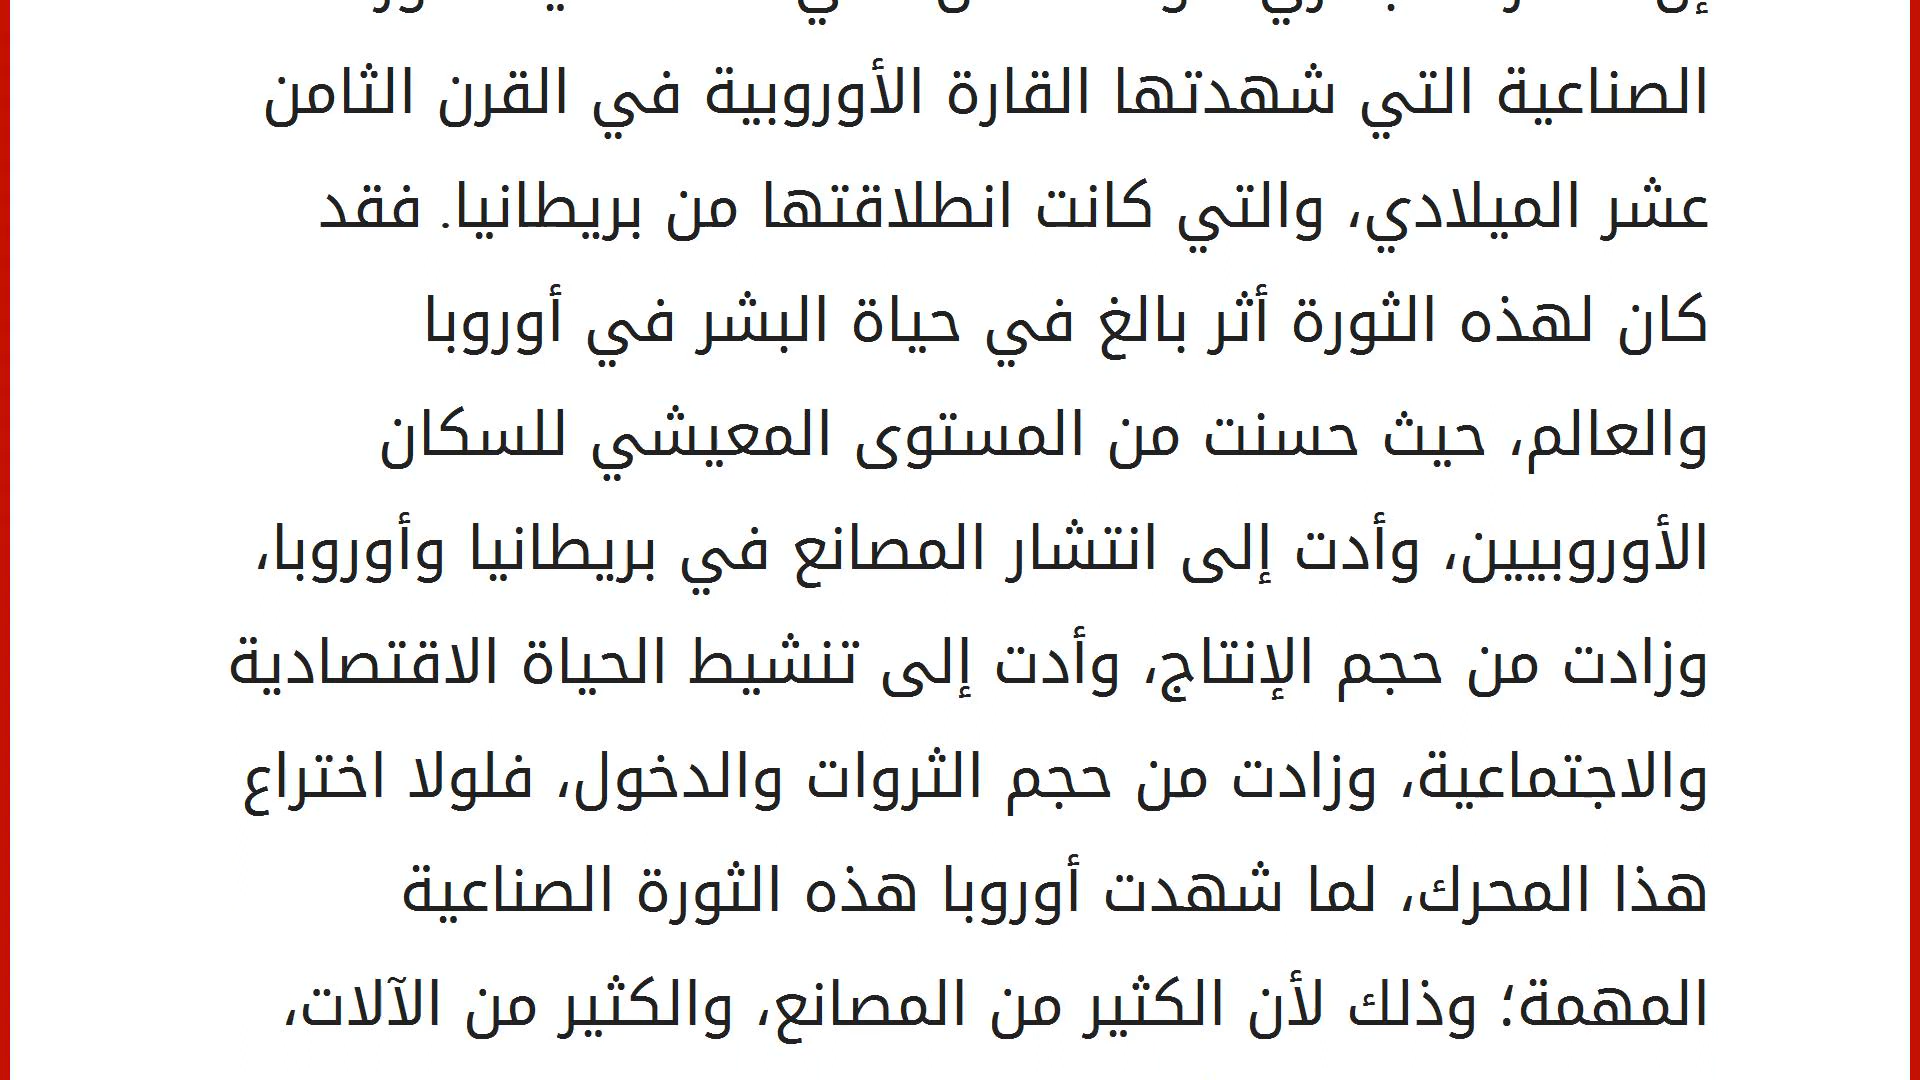 الصناعية التي شهدتها القارة الأوروبية في القرن الثامن
عشر الميلادي، والتي كانت انطلاقتها من بريطانيا. فقد
كان لهذه الثورة أثر بالغ في حياة البشر في أوروبا
والعالم، حيث حسنت من المستوى المعيشي للسكان
الأوروبيين، وأدت إلى انتشار المصانع في بريطانيا وأوروبا،
وزادت من حجم الإنتاج، وأدت إلى تنشيط الحياة الاقتصادية
والاجتماعية، وزادت من حجم الثروات والدخول، فلولا اختراع
هذا المحرك، لما شهدت أوروبا هذه الثورة الصناعية
المهمة؛ وذلك لأن الكثير من المصانع، والكثير من الآلات،